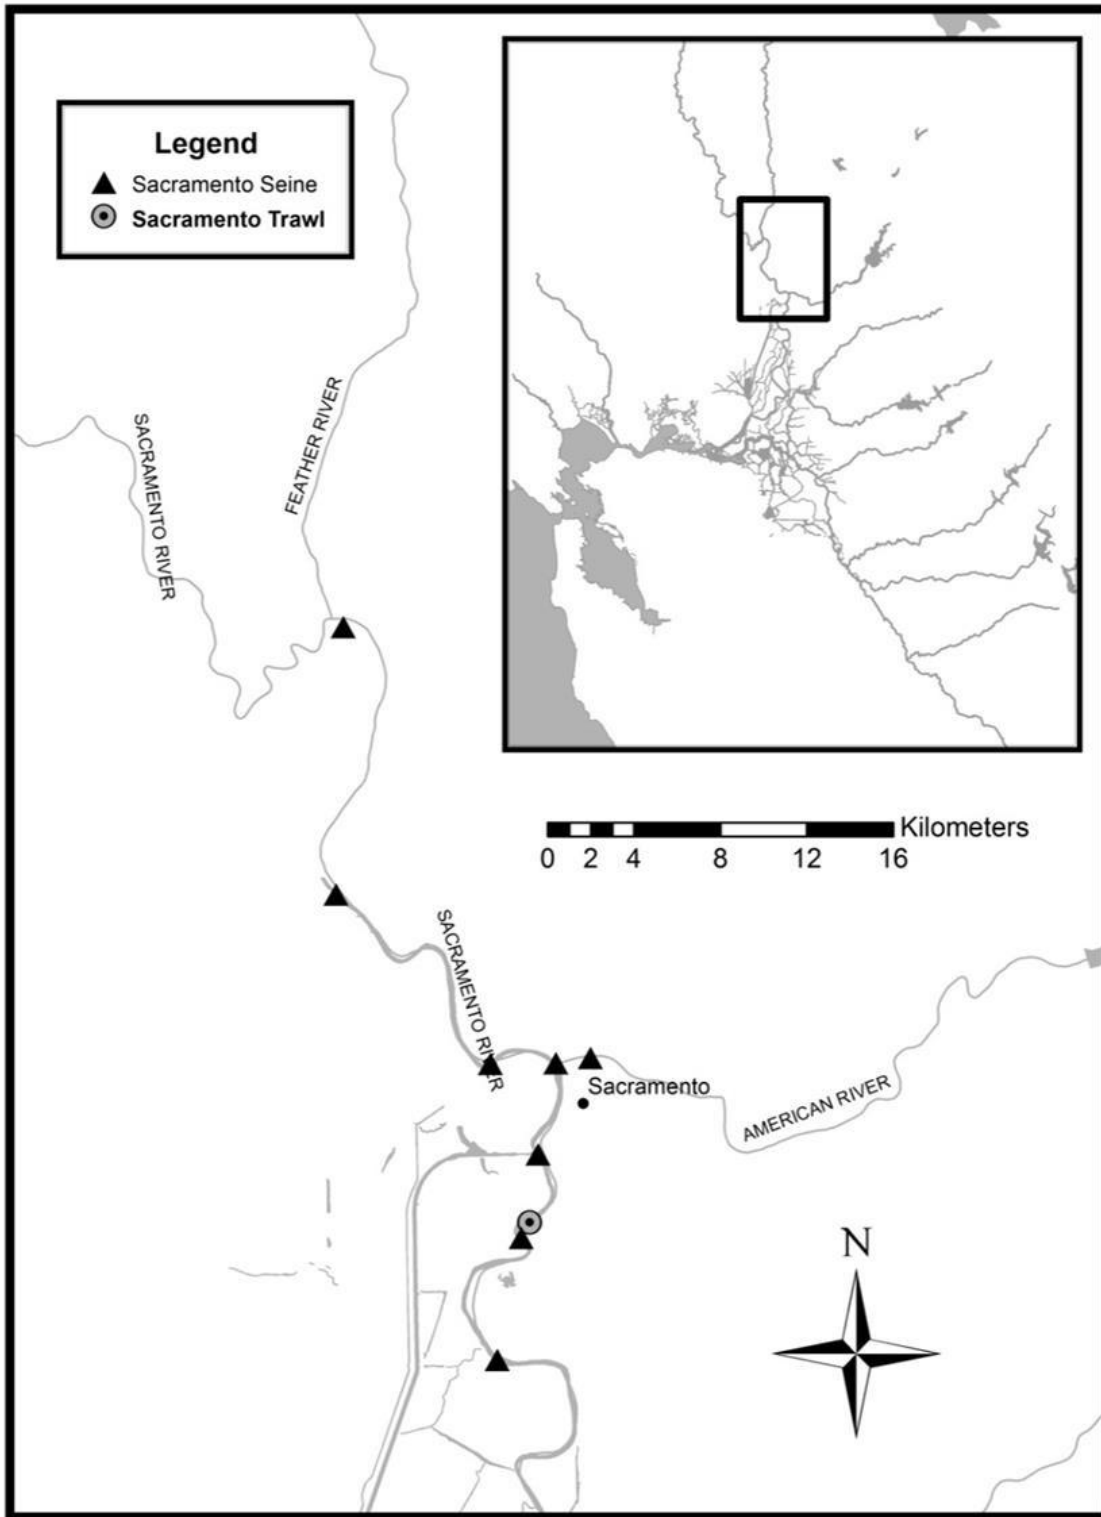 Legend
Sacramento Seine
Sacramento Trawl
FEATHER RIVER
SACRAMENTO RIVER
Kilometers
0 2 4 8 12 16
SACRAMENTO RIVER
Sacramento
AMERICAN RIVER
N